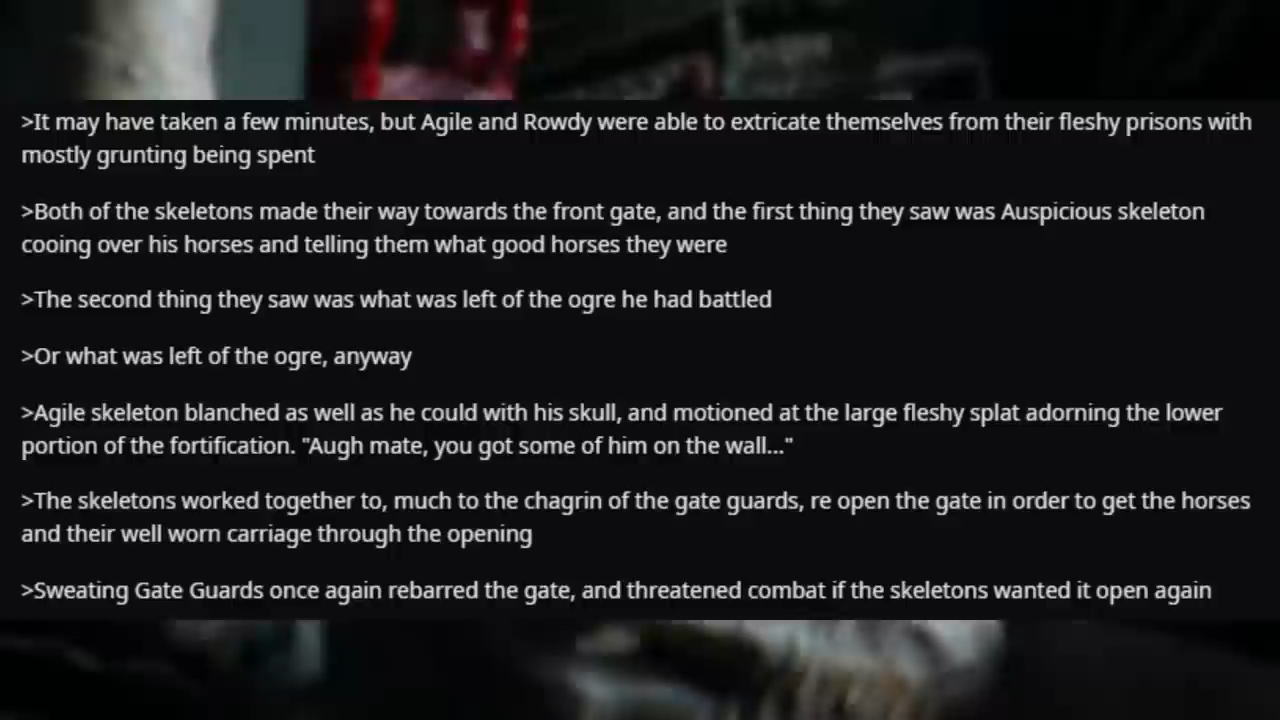 >It may have taken a few minutes, but Agile and Rowdy were able to extricate themselves from their fleshy prisons with
mostly grunting being spent
>Both of the skeletons made their way towards the front gate, and the first thing they saw was Auspicious skeleton
cooing over his horses and telling them what good horses they were
>The second thing they saw was what was left of the ogre he had battled
>Or what was left of the ogre, anyway
>Agile skeleton blanched as well as he could with his skull, and motioned at the large fleshy splat adorning the lower
portion of the fortification. "Augh mate, you got some of him on the wall..."
>The skeletons worked together to, much to the chagrin of the gate guards, re open the gate in order to get the horses
and their well worn carriage through the opening
>Sweating Gate Guards once again rebarred the gate, and threatened combat if the skeletons wanted it open again